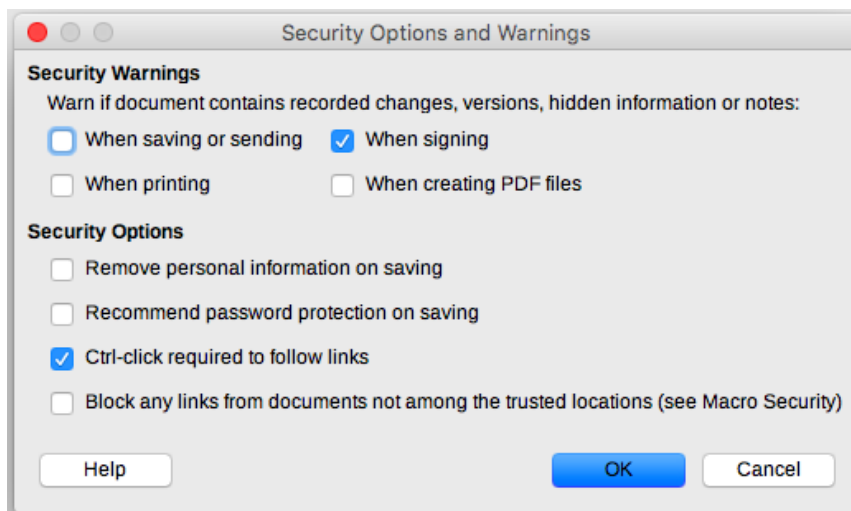 Security Options and Warnings
Security Warnings
Warn if document contains recorded changes, versions, hidden information or notes:
When saving or sending When signing
When printing When creating PDF files
Security Options
Remove personal information on saving
Recommend password protection on saving
Ctrl-click required to follow links
Block any links from documents not among the trusted locations (see Macro Security)
Help OK Cancel